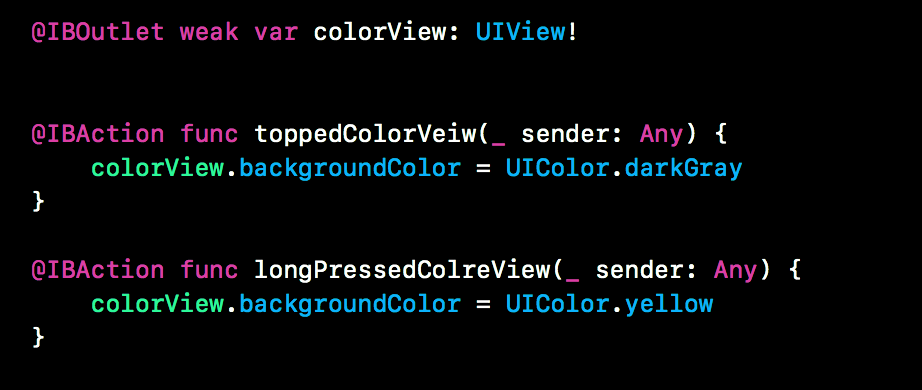 @IBOutlet weak var colorView: UIView!
@IBAction func toppedColorVeiw(_ sender: Any) {
colorView.backgroundColor = UIColor.darkGray
}
@IBAction func longPressedColreView(_ sender: Any) {
colorView.backgroundColor = UIColor.yellow
}